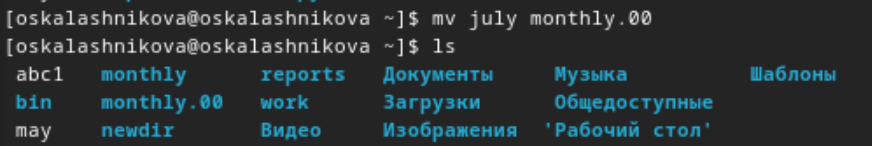 [oskalashnikova@oskalashnikova ~]$ mv july monthly.00
[oskalashnikova@oskalashnikova ~]$ ls
abc1 monthly reports Документы Музыка Шаблоны
bin monthly.00 work Загрузки Общедоступные
may newdir Видео Изображения 'Рабочий стол'